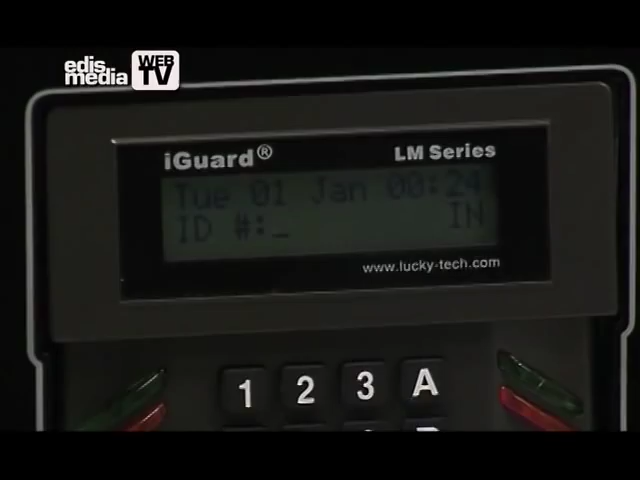 edis media WEB TV
iGuard® LM Series
Tue 01 Jan 00:24
ID #:_ IN
www.lucky-tech.com
1 2 3 A